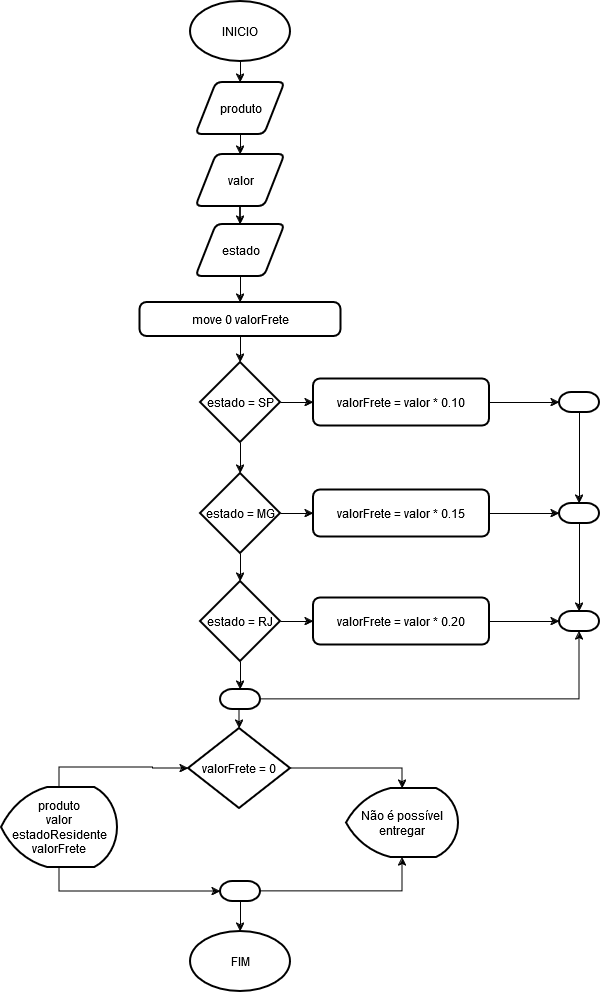 INICIO
produto
valor
estado
move 0 valorFrete
estado = SP
valorFrete = valor * 0.10
estado = MG
valorFrete = valor * 0.15
estado = RJ
valorFrete = valor * 0.20
valorFrete = 0
produto
valor
estadoResidente
valorFrete
Não é possível
entregar
FIM